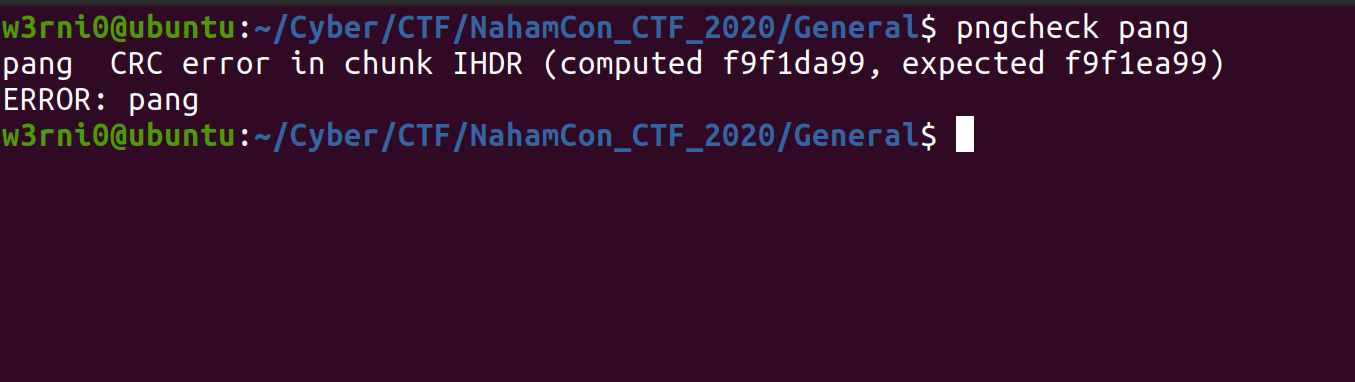 w3rni0@ubuntu:~/Cyber/CTF/NahamCon_CTF_2020/General$ pngcheck pang
pang  CRC error in chunk IHDR (computed f9f1da99, expected f9f1ea99)
ERROR: pang
w3rni0@ubuntu:~/Cyber/CTF/NahamCon_CTF_2020/General$